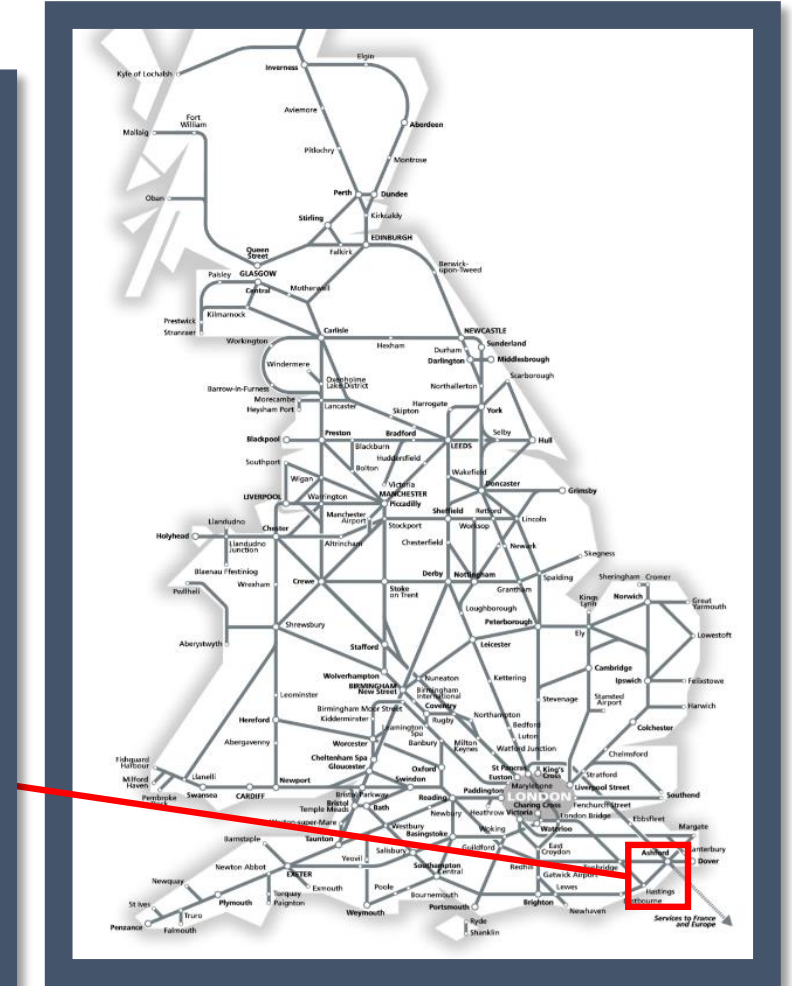 Elgin
Inverness
Kyle of Lochalsh
Aviemore
Fort
William
Aberdeen
Mallaig
Pitlochry
Montrose
Perth
Dundee
Oban
Stirling
Kirkcaldy
EDINBURGH
Queen
Street
Falkirk
Berwick-
upon-Tweed
Paisley
GLASGOW
Central
Motherwell
Kilmarnock
Prestwick
Stranraer
Carlisle
NEWCASTLE
Workington
Hexham
Sunderland
Durham
Darlington
Middlesbrough
Windermere
Scarborough
Oxenholme
Lake District
Barrow-in-Furness
Northallerton
Morecambe
Heysham Port
Lancaster
Harrogate
York
Skipton
Blackpool
Preston
Bradford
Selby
Hull
Blackburn
LEEDS
Huddersfield
Southport
Bolton
Wakefield
Wigan
Victoria
Doncaster
MANCHESTER
Grimsby
LIVERPOOL
Warrington
Piccadilly
Manchester
Airport
Sheffield
Retford
Llandudno
Stockport
Worksop
Lincoln
Holyhead
Chester
Llandudno
Junction
Altrincham
Chesterfield
Newark
Skegness
Blaenau Ffestiniog
Pwllheli
Wrexham
Crewe
Stoke
on Trent
Derby
Nottingham
Grantham
Spalding
Sheringham
Cromer
Kings
Lynn
Norwich
Great
Yarmouth
Loughborough
Peterborough
Shrewsbury
Ely
Lowestoft
Aberystwyth
Stafford
Leicester
Wolverhampton
Cambridge
BIRMINGHAM
New Street
Nuneaton
Kettering
Ipswich
Felixstowe
Birmingham
International
Leominster
Stevenage
Stansted
Airport
Harwich
Birmingham Moor Street
Coventry
Kidderminster
Rugby
Northampton
Hereford
Leamington
Spa
Bedford
Colchester
Abergavenny
Worcester
Banbury
Milton
Keynes
Luton
Watford Junction
Chelmsford
Cheltenham Spa
Fishguard
Harbour
Gloucester
Oxford
St Pancras
King's
Cross
Milford
Haven
Llanelli
Newport
Swindon
Euston
Stratford
Marylebone
Liverpool Street
Pembroke
Swansea
CARDIFF
Bristol Parkway
Paddington
LONDON
Southend
Bristol
Temple Meads
Bath
Reading
Charing Cross
Fenchurch Street
Newbury
Heathrow
Victoria
London Bridge
Ebbsfleet
Weston-super-Mare
Westbury
Waterloo
Margate
Barnstaple
Taunton
Basingstoke
Woking
East
Croydon
Salisbury
Guildford
Canterbury
Yeovil
Ashford
Newton Abbot
Southampton
Central
Redhill
Tonbridge
Dover
EXETER
Gatwick Airport
Newquay
Exmouth
Poole
Lewes
Hastings
Torquay
Paignton
Bournemouth
Brighton
Eastbourne
St Ives
Plymouth
Weymouth
Portsmouth
Newhaven
Truro
Penzance
Falmouth
Ryde
Shanklin
Services to France
and Europe